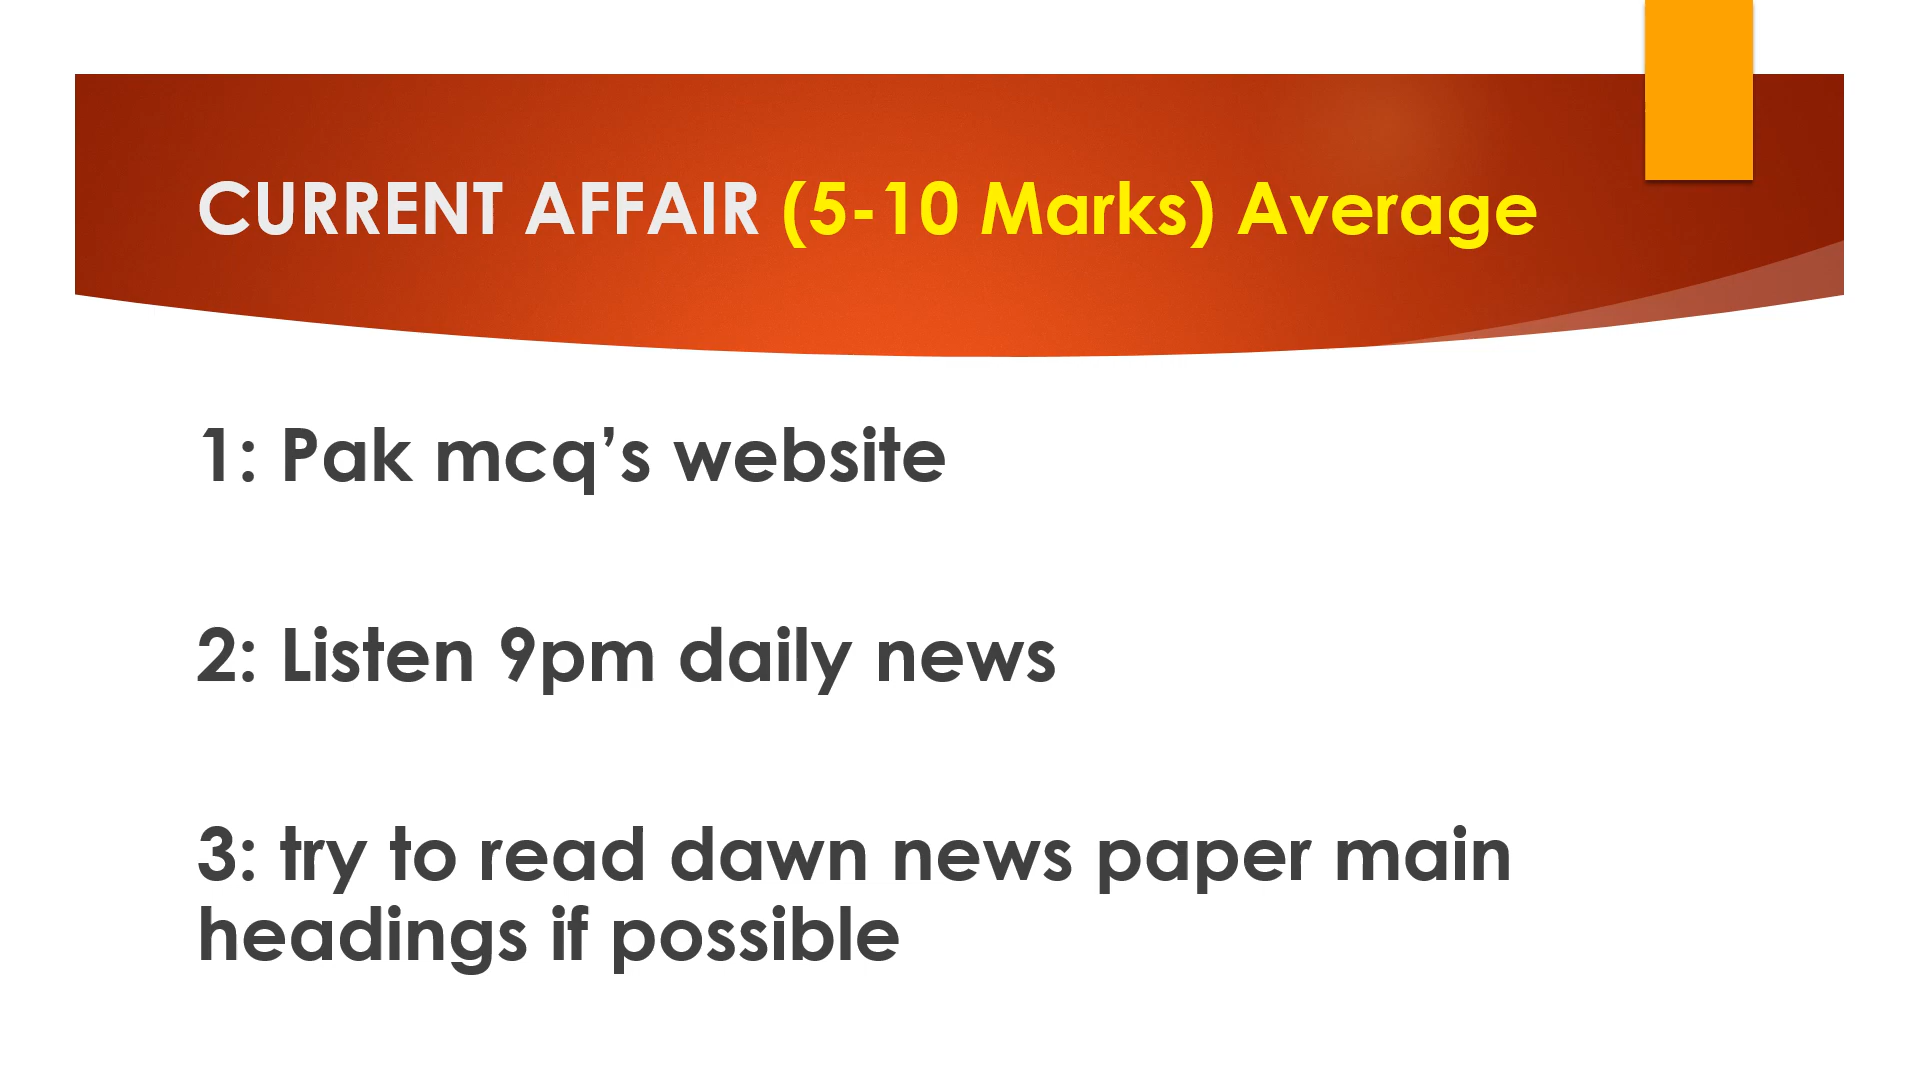 CURRENT AFFAIR (5-10 Marks) Average
1: Pak mcq’s website
2: Listen 9pm daily news
3: try to read dawn news paper main
headings if possible